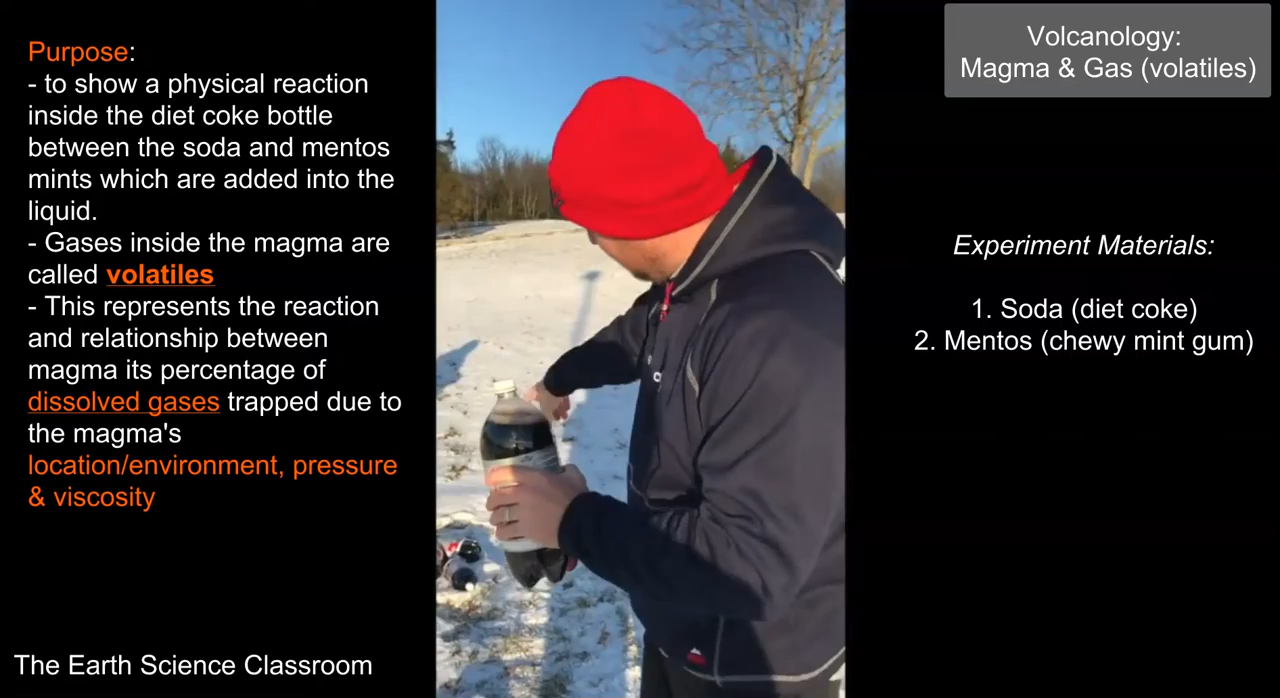 Purpose:
- to show a physical reaction
inside the diet coke bottle
between the soda and mentos
mints which are added into the
liquid.
- Gases inside the magma are
called volatiles
- This represents the reaction
and relationship between
magma its percentage of
dissolved gases trapped due to
the magma's
location/environment, pressure
& viscosity
The Earth Science Classroom
Volcanology:
Magma & Gas (volatiles)
Experiment Materials:
1. Soda (diet coke)
2. Mentos (chewy mint gum)